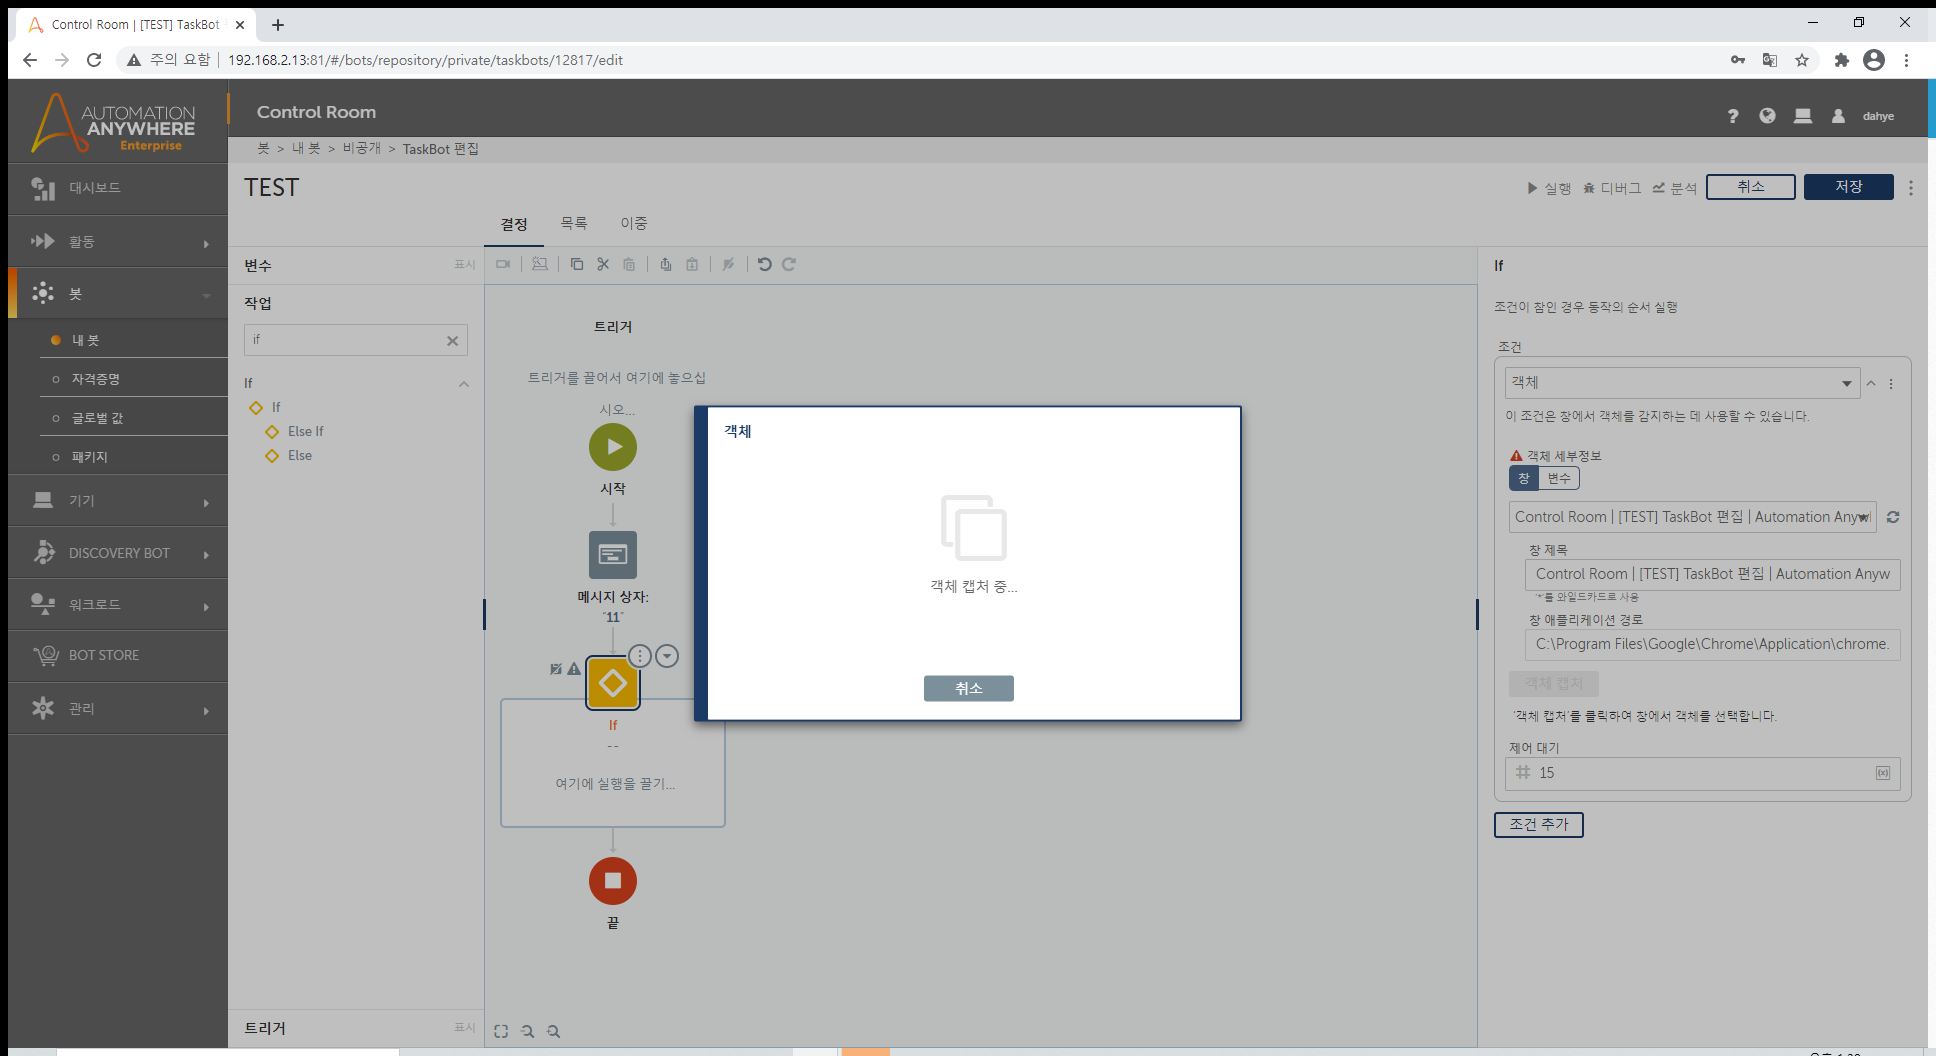 Control Room | [TEST] TaskBot
주의 요함
192.168.2.13:81/#/bots/repository/private/taskbots/12817/edit
AUTOMATION
ANYWHERE
Enterprise
Control Room
dahye
봇 > 내 봇 > 비공개 > TaskBot 편집
대시보드
활동
봇
내 봇
자격증명
글로벌 값
패키지
기기
DISCOVERY BOT
워크로드
BOT STORE
관리
TEST
실행
디버그
분석
취소
저장
결정
목록
이중
변수
표시
작업
if
If
If
Else If
Else
트리거
표시
트리거
트리거를 끌어서 여기에 놓으십
시오...
시작
메시지 상자:
"11"
If
--
여기에 실행을 끌기...
끝
객체
객체 캡처 중...
취소
If
조건이 참인 경우 동작의 순서 실행
조건
객체
이 조건은 창에서 객체를 감지하는 데 사용할 수 있습니다.
객체 세부정보
창
변수
Control Room | [TEST] TaskBot 편집 | Automation Anywh
창 제목
Control Room | [TEST] TaskBot 편집 | Automation Anyw
'*'를 와일드카드로 사용
창 애플리케이션 경로
C:\Program Files\Google\Chrome\Application\chrome.
객체 캡처
'객체 캡처'를 클릭하여 창에서 객체를 선택합니다.
제어 대기
15
(x)
조건 추가